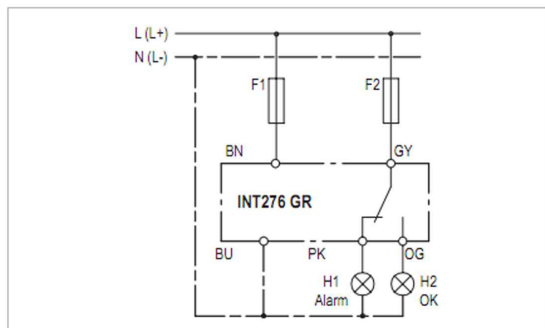 L (L+)
N (L-)
F1 F2
BN GY
INT276 GR
BU PK OG
H1 H2
Alarm OK